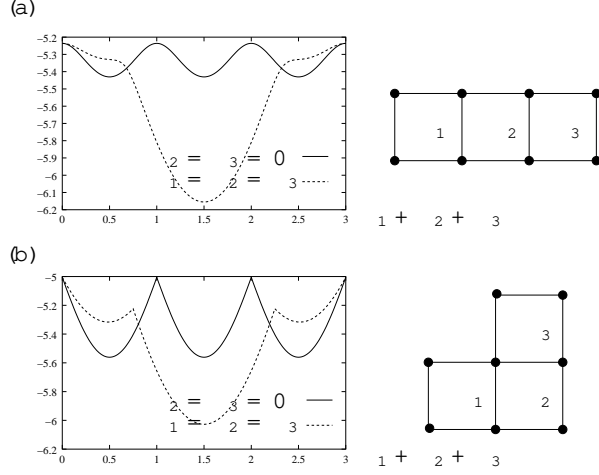 (a)
−5.2
−5.3
−5.4
−5.5
−5.6
−5.7
−5.8
−5.9
−6
−6.1
−6.2
0 0.5 1 1.5 2 2.5 3
2 = 3 = 0
1 = 2 = 3
1 2 3
1 + 2 + 3
(b)
−5
−5.2
−5.4
−5.6
−5.8
−6
−6.2
0 0.5 1 1.5 2 2.5 3
2 = 3 = 0
1 = 2 = 3
3
1 2
1 + 2 + 3